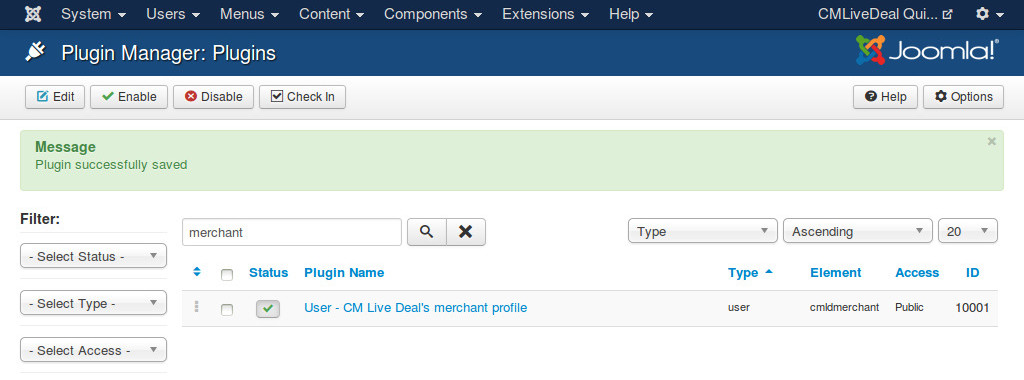 System Users Menus Content Components Extensions Help CMLiveDeal Qui...
Plugin Manager: Plugins Joomla!®
Edit Enable Disable Check In Help Options
Message
Plugin successfully saved
Filter:
merchant Type Ascending 20
- Select Status -
Status Plugin Name Type Element Access ID
- Select Type - User - CM Live Deal's merchant profile user cmldmerchant Public 10001
- Select Access -